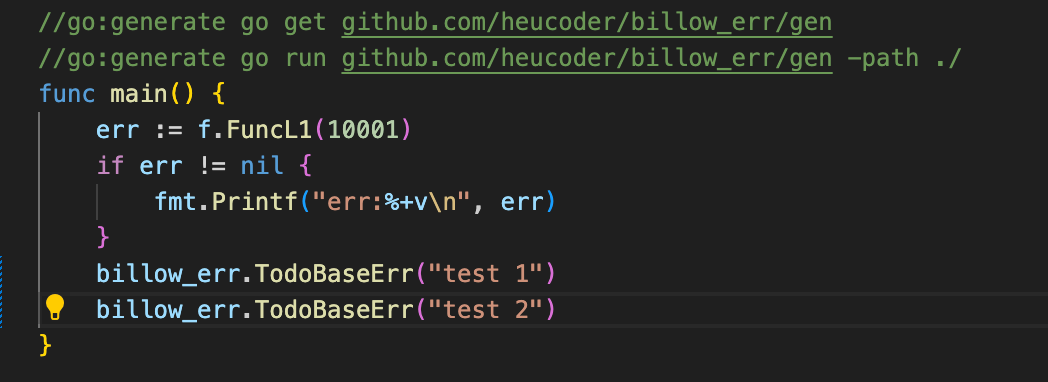 //go:generate go get github.com/heucoder/billow_err/gen
//go:generate go run github.com/heucoder/billow_err/gen -path ./
func main() {
    err := f.FuncL1(10001)
    if err != nil {
        fmt.Printf("err:%+v\n", err)
    }
    billow_err.TodoBaseErr("test 1")
    billow_err.TodoBaseErr("test 2")
}